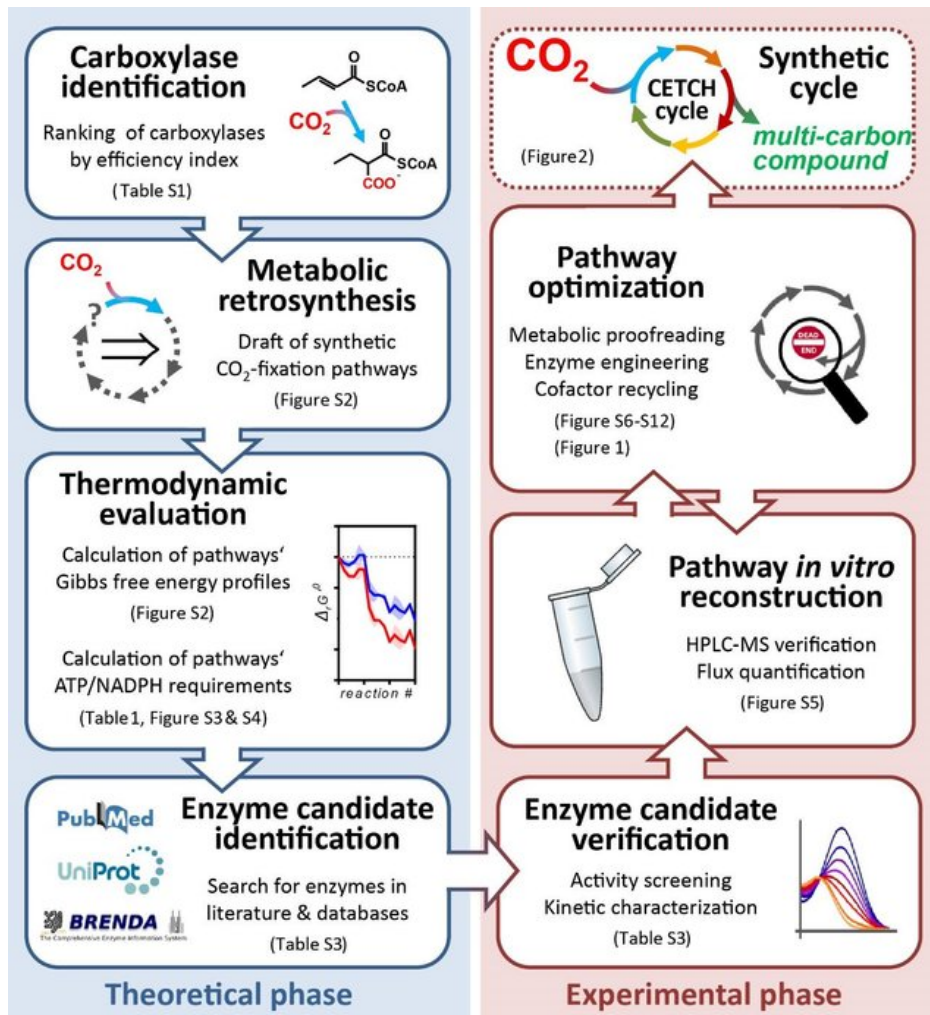 Carboxylase
identification
Ranking of carboxylases
by efficiency index
(Table S1)
O
SCoA
CO2
O
SCoA
COO-
CO2
?
Metabolic
retrosynthesis
Draft of synthetic
CO2-fixation pathways
(Figure S2)
Thermodynamic
evaluation
Calculation of pathways‘
Gibbs free energy profiles
(Figure S2)
Calculation of pathways‘
ATP/NADPH requirements
(Table1, Figure S3 & S4)
ΔrG'0
reaction #
PubMed
UniProt
BRENDA
The Comprehensive Enzyme Information System
Enzyme candidate
identification
Search for enzymes in
literature & databases
(Table S3)
Theoretical phase
CO2
CETCH
cycle
Synthetic
cycle
multi-carbon
compound
(Figure2)
Pathway
optimization
Metabolic proofreading
Enzyme engineering
Cofactor recycling
(Figure S6-S12)
(Figure 1)
DEAD
END
Pathway in vitro
reconstruction
HPLC-MS verification
Flux quantification
(Figure S5)
Enzyme candidate
verification
Activity screening
Kinetic characterization
(Table S3)
Experimental phase